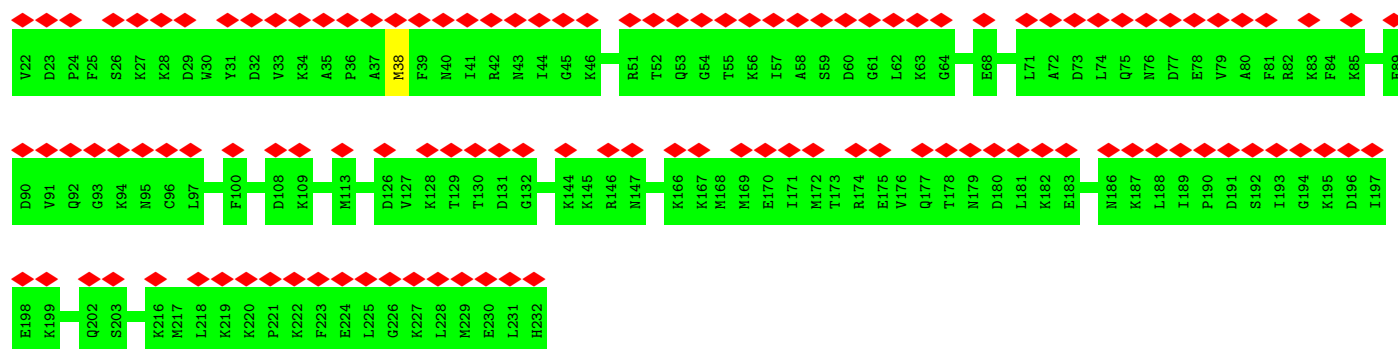 V22 D23 P24 F25 S26 K27 K28 D29 W30 Y31 D32 V33 K34 A35 P36 A37 M38 F39 N40 I41 R42 N43 I44 G45 K46 R51 T52 Q53 G54 T55 K56 I57 A58 S59 D60 G61 L62 K63 G64 E68 L71 A72 D73 L74 Q75 N76 D77 E78 V79 A80 F81 R82 K83 F84 K85
D90 V91 Q92 G93 K94 N95 C96 L97 F100 D108 K109 M113 D126 V127 K128 T129 T130 D131 G132 K144 K145 R146 N147 K166 K167 M168 M169 E170 I171 M172 T173 R174 E175 V176 Q177 T178 N179 D180 L181 K182 E183 N186 K187 L188 I189 P190 D191 S192 I193 G194 K195 D196 I197
E198 K199 Q202 S203 K216 M217 L218 K219 K220 P221 K222 F223 E224 L225 G226 K227 L228 M229 E230 L231 H232